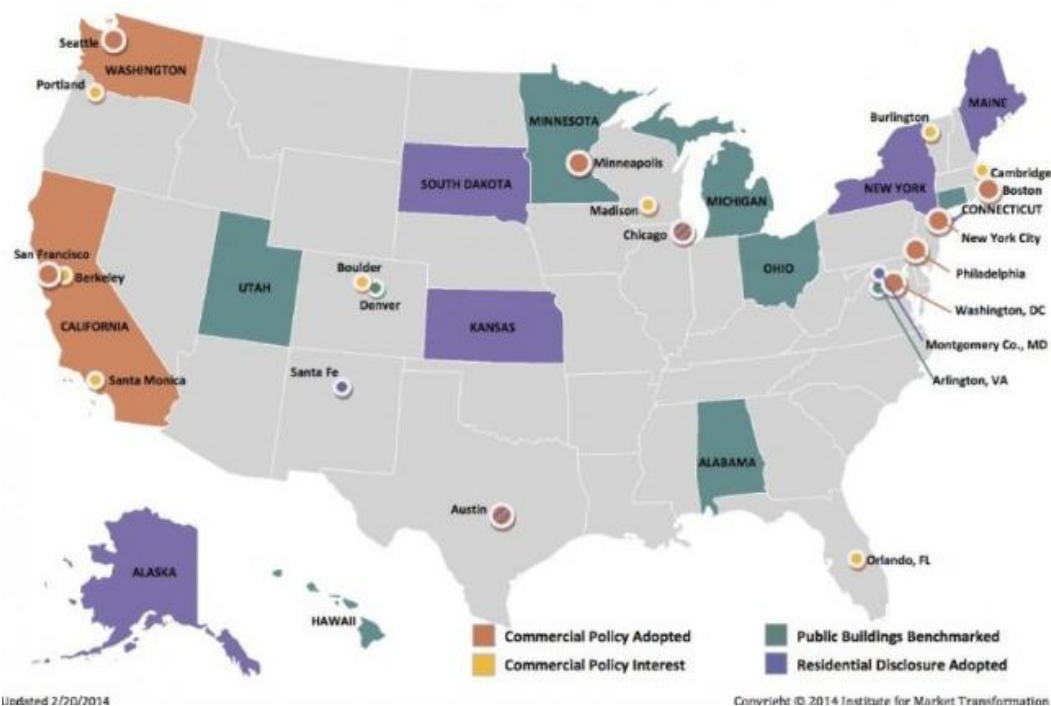 Seattle
WASHINGTON
Portland
MINNESOTA
Minneapolis
SOUTH DAKOTA
Madison
MICHIGAN
Chicago
Burlington
MAINE
Cambridge
NEW YORK
Boston
CONNECTICUT
New York City
Philadelphia
Washington, DC
Montgomery Co., MD
Arlington, VA
San Francisco
Berkeley
CALIFORNIA
Santa Monica
UTAH
Boulder
Denver
KANSAS
OHIO
Santa Fe
ALABAMA
Austin
Orlando, FL
ALASKA
HAWAII
Commercial Policy Adopted
Commercial Policy Interest
Public Buildings Benchmarked
Residential Disclosure Adopted
Updated 2/20/2014
Copyright © 2014 Institute for Market Transformation